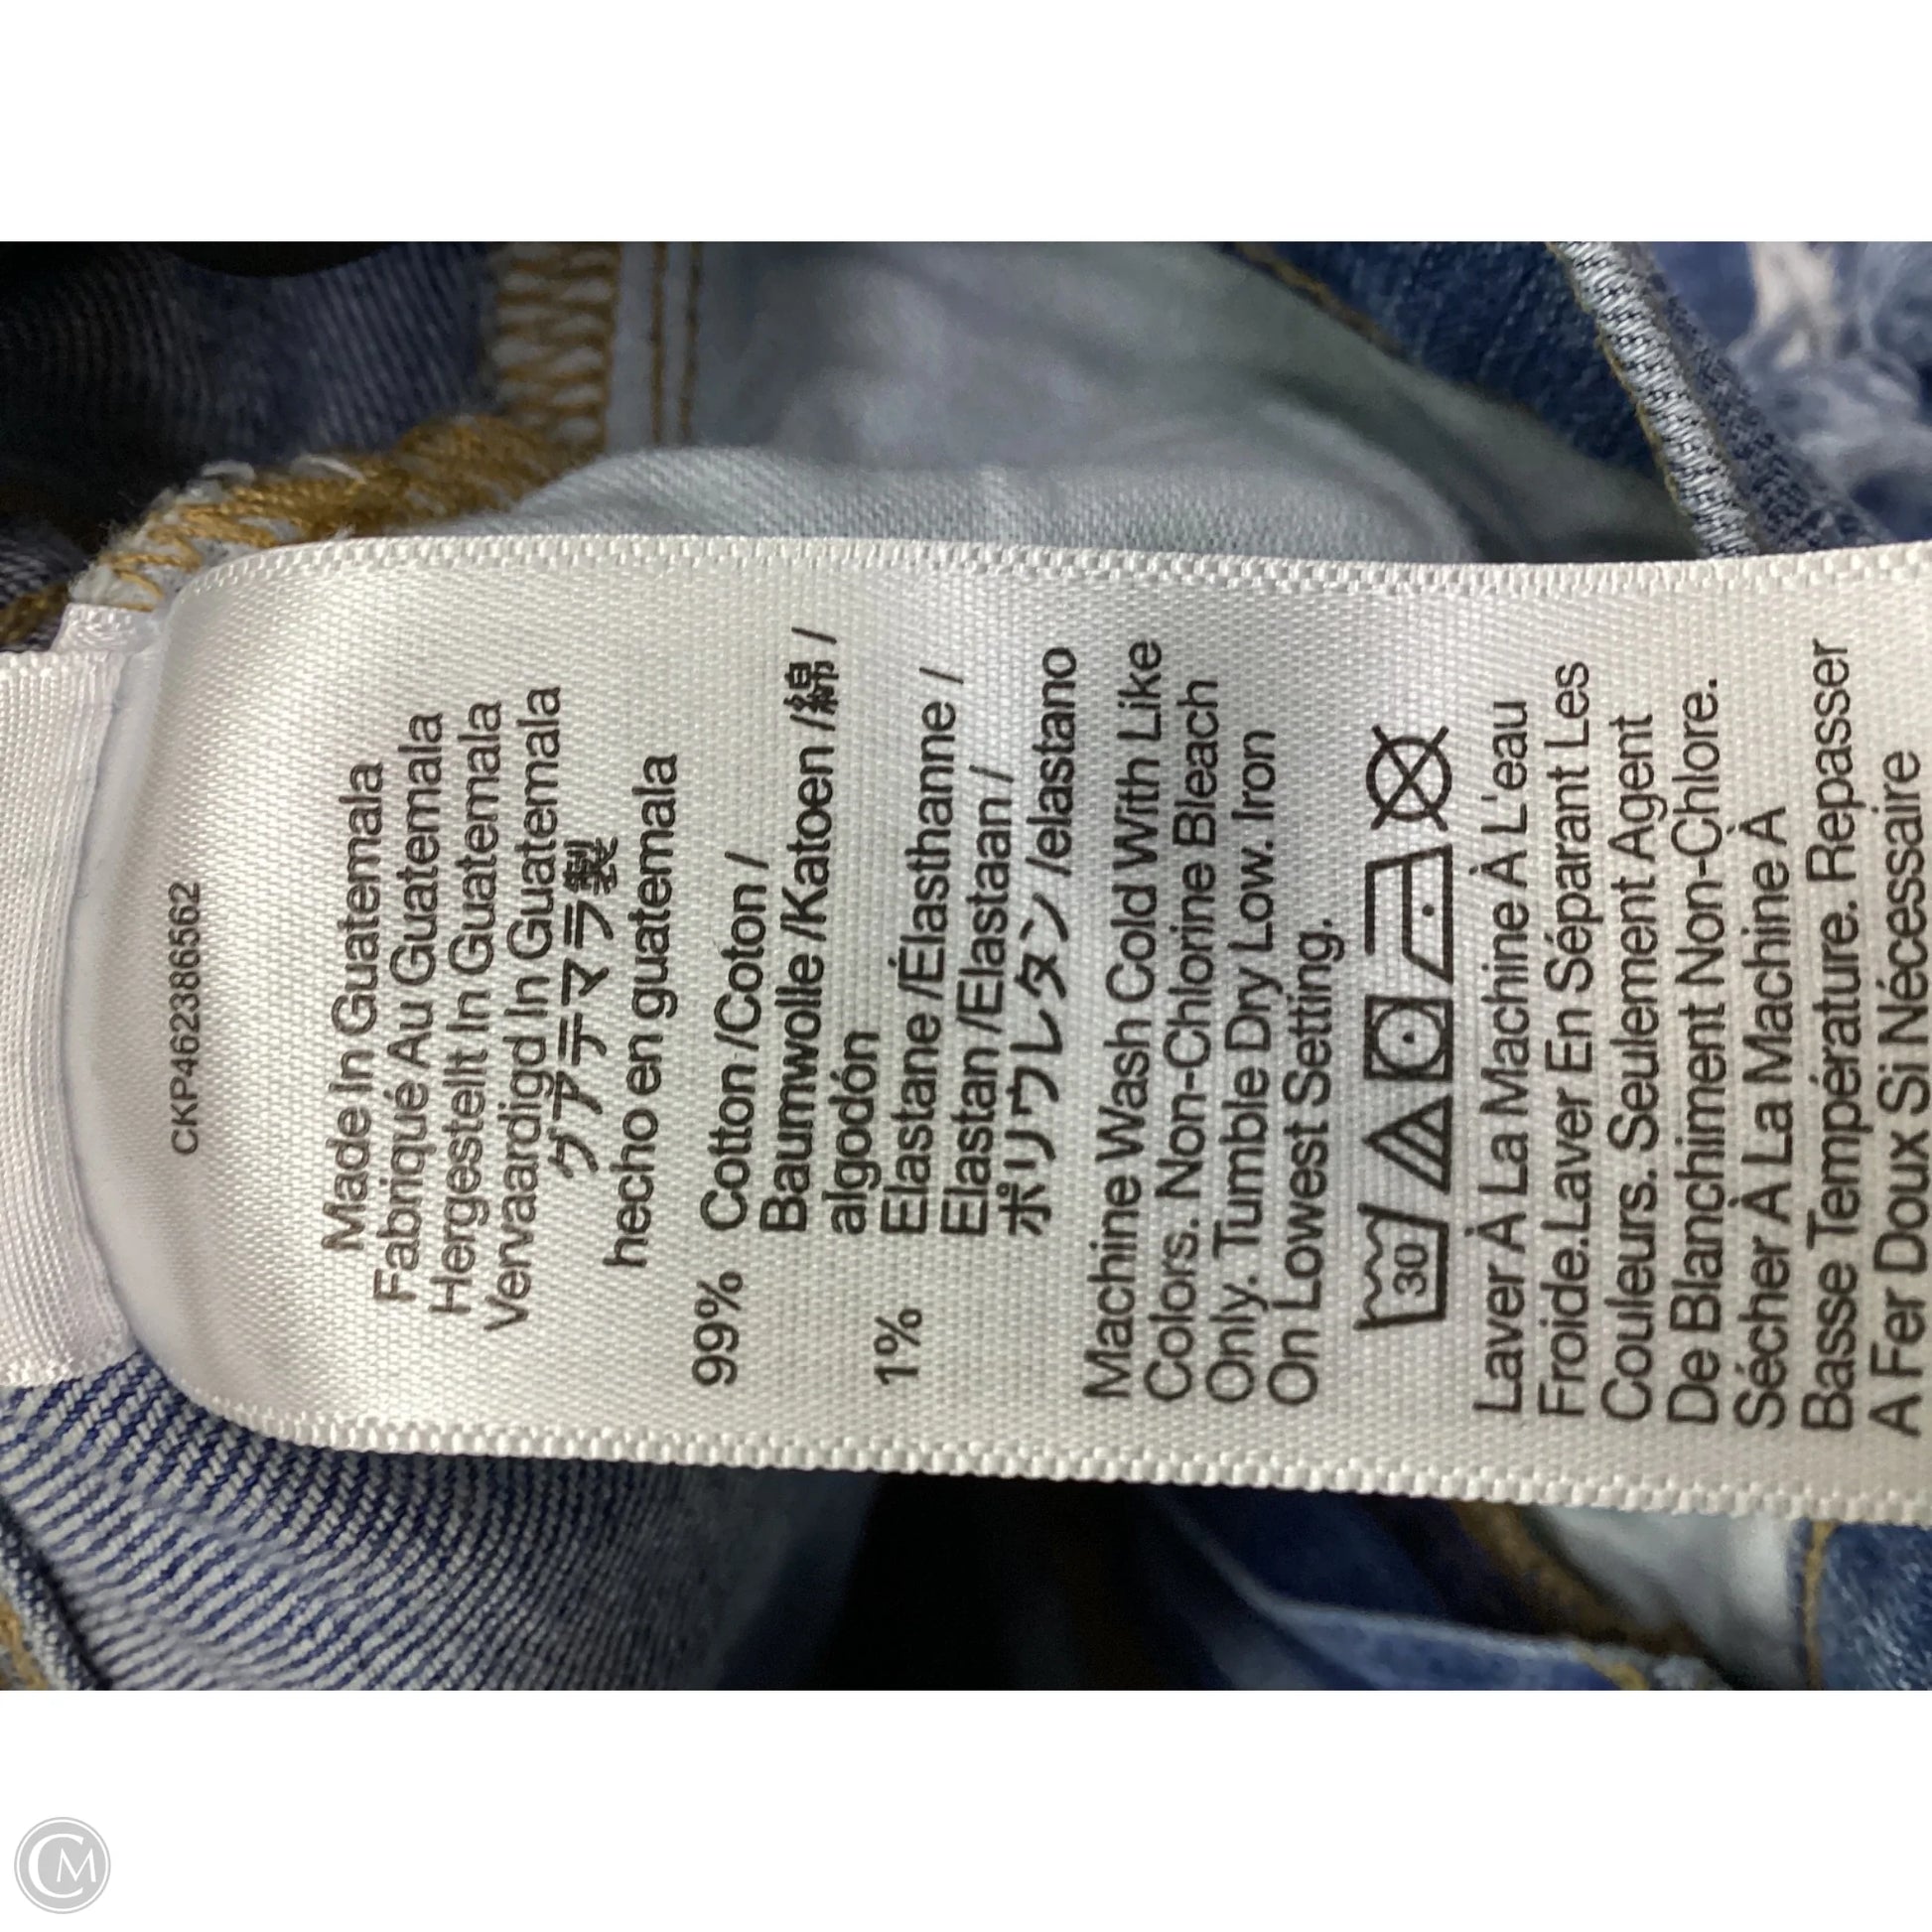 CKP462386562
Made In Guatemala
Fabriqué Au Guatemala
Hergestellt In Guatemala
Vervaardigd In Guatemala
グアテマラ製
hecho en guatemala
99% Cotton /Coton /
Baumwolle /Katoen /綿 /
algodón
1% Elastane /Élasthanne /
Elastan /Elastaan /
ポリウレタン /elastano
Machine Wash Cold With Like
Colors. Non-Chlorine Bleach
Only. Tumble Dry Low. Iron
On Lowest Setting.
30
Laver À La Machine À L'eau
Froide.Laver En Séparant Les
Couleurs. Seulement Agent
De Blanchiment Non-Chlore.
Sécher À La Machine À
Basse Température. Repasser
A Fer Doux Si Nécessaire
CM